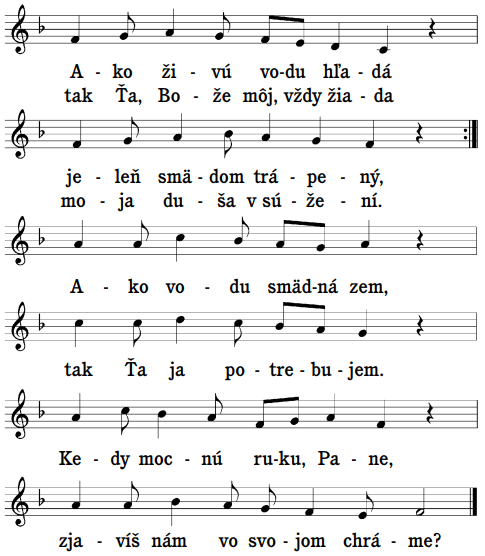 A - ko ži - vú vo-du hľa-dá
tak Ťa, Bo - že môj, vždy žia - da
je - leň smä - dom trá - pe - ný,
mo - ja du - ša v sú - že - ní.
A - ko vo - du smäd-ná zem,
tak Ťa ja po - tre - bu - jem.
Ke - dy moc - nú ru-ku, Pa - ne,
zja - víš nám vo svo - jom chrá - me?